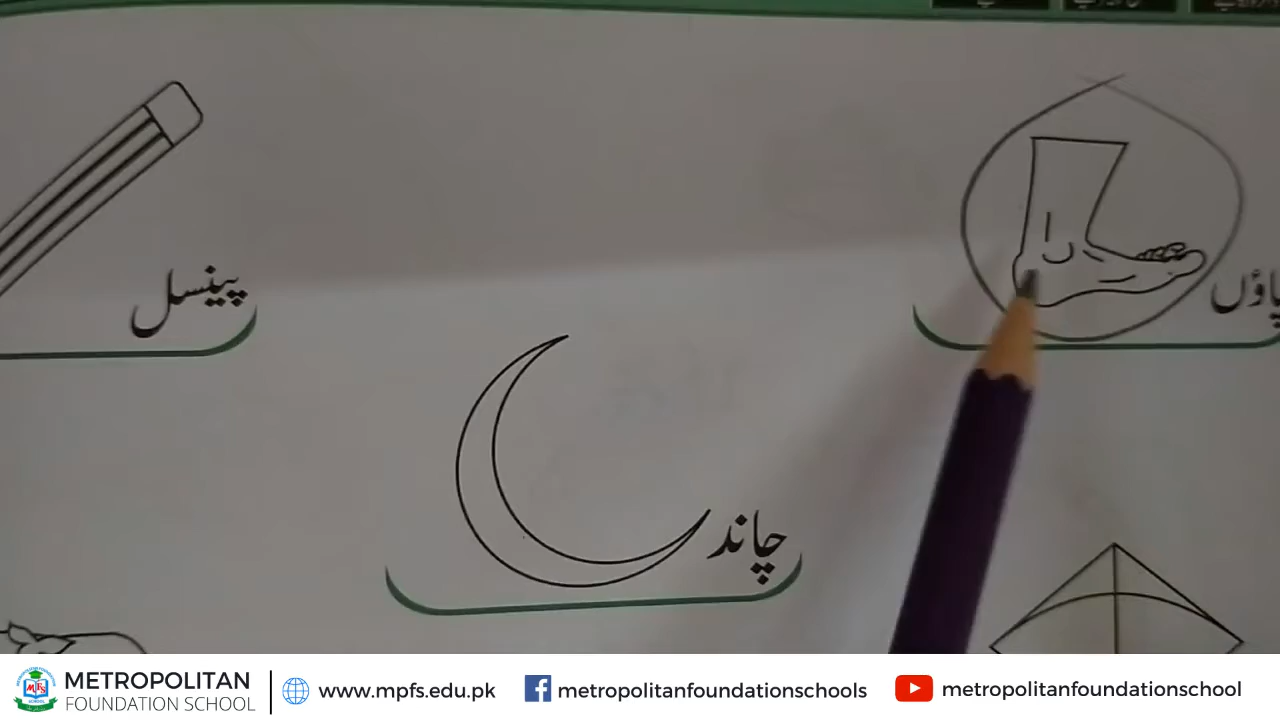 پاؤں
پینسل
چاند
METROPOLITAN
FOUNDATION SCHOOL
www.mpfs.edu.pk
metropolitanfoundationschools
metropolitanfoundationschool